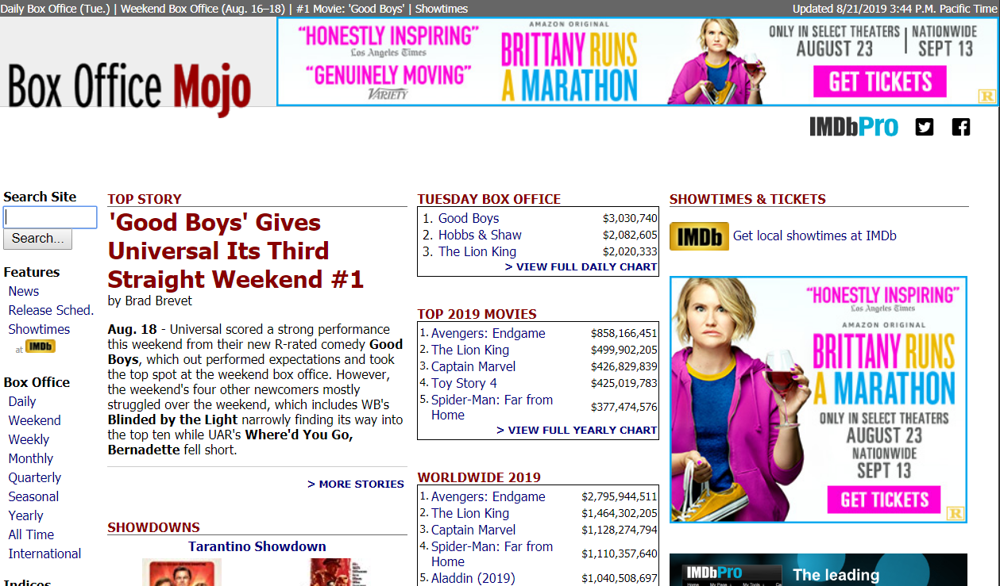 Daily Box Office (Tue.) | Weekend Box Office (Aug. 16–18) | #1 Movie: 'Good Boys' | Showtimes
Updated 8/21/2019 3:44 P.M. Pacific Time
Box Office Mojo
“HONESTLY INSPIRING”
Los Angeles Times
“GENUINELY MOVING”
VARIETY
AMAZON ORIGINAL
BRITTANY RUNS
A MARATHON
ONLY IN SELECT THEATERS
AUGUST 23
NATIONWIDE
SEPT 13
GET TICKETS
R
IMDbPro
Search Site
Search...
Features
News
Release Sched.
Showtimes
at IMDb
Box Office
Daily
Weekend
Weekly
Monthly
Quarterly
Seasonal
Yearly
All Time
International
Indices
TOP STORY
'Good Boys' Gives
Universal Its Third
Straight Weekend #1
by Brad Brevet
Aug. 18 - Universal scored a strong performance
this weekend from their new R-rated comedy Good
Boys, which out performed expectations and took
the top spot at the weekend box office. However,
the weekend's four other newcomers mostly
struggled over the weekend, which includes WB's
Blinded by the Light narrowly finding its way into
the top ten while UAR's Where'd You Go,
Bernadette fell short.
> MORE STORIES
SHOWDOWNS
Tarantino Showdown
TUESDAY BOX OFFICE
1. Good Boys $3,030,740
2. Hobbs & Shaw $2,082,605
3. The Lion King $2,020,333
> VIEW FULL DAILY CHART
TOP 2019 MOVIES
1. Avengers: Endgame $858,166,451
2. The Lion King $499,902,205
3. Captain Marvel $426,829,839
4. Toy Story 4 $425,019,783
5. Spider-Man: Far from
Home $377,474,576
> VIEW FULL YEARLY CHART
WORLDWIDE 2019
1. Avengers: Endgame $2,795,944,511
2. The Lion King $1,464,302,205
3. Captain Marvel $1,128,274,794
4. Spider-Man: Far from
Home $1,110,357,640
5. Aladdin (2019) $1,040,508,697
SHOWTIMES & TICKETS
IMDb Get local showtimes at IMDb
“HONESTLY INSPIRING”
Los Angeles Times
AMAZON ORIGINAL
BRITTANY RUNS
A MARATHON
ONLY IN SELECT THEATERS
AUGUST 23
NATIONWIDE
SEPT 13
GET TICKETS
R
IMDbPro
The leading
Home My Page My Tools